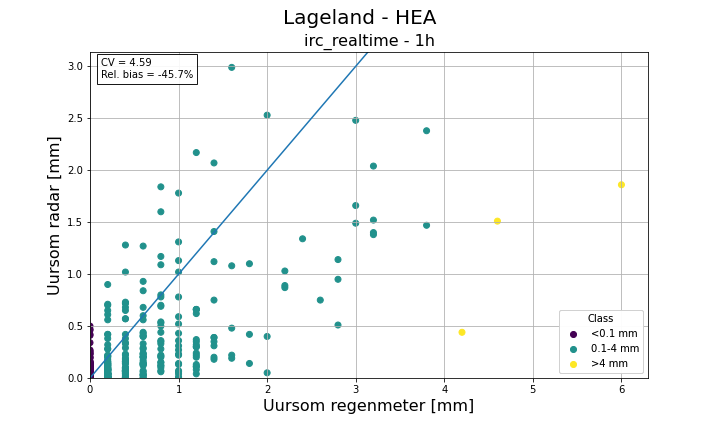 Lageland - HEA
irc_realtime - 1h
CV = 4.59
Rel. bias = -45.7%
Uursom radar [mm]
3.0
2.5
2.0
1.5
1.0
0.5
0.0
0 1 2 3 4 5 6
Uursom regenmeter [mm]
Class
<0.1 mm
0.1-4 mm
>4 mm